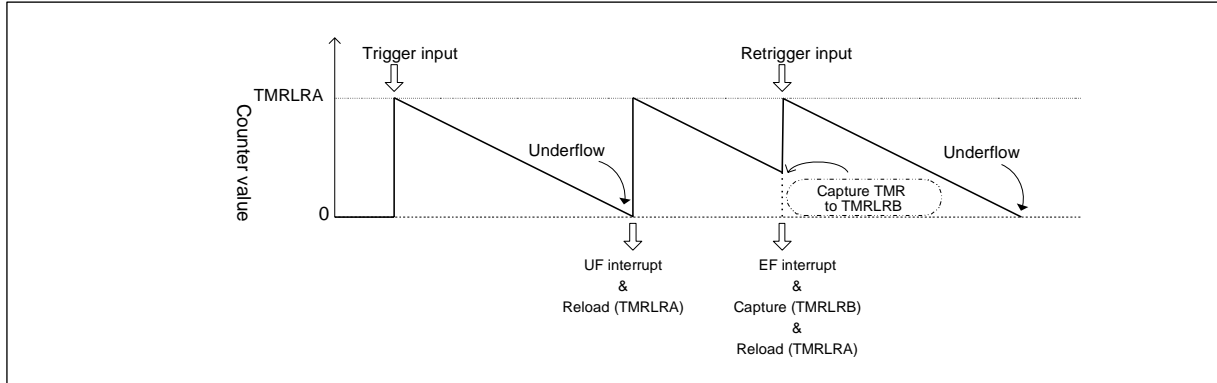 Trigger input
Retrigger input
TMRLRA
Counter value
Underflow
Underflow
Capture TMR
to TMRLRB
0
UF interrupt
&
Reload (TMRLRA)
EF interrupt
&
Capture (TMRLRB)
&
Reload (TMRLRA)